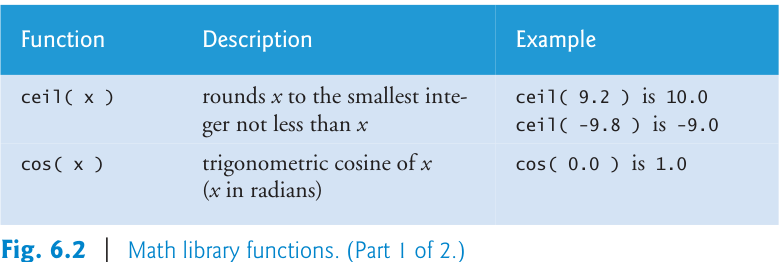 Function Description Example
ceil( x ) rounds x to the smallest inte- ceil( 9.2 ) is 10.0
ger not less than x ceil( -9.8 ) is -9.0
cos( x ) trigonometric cosine of x cos( 0.0 ) is 1.0
(x in radians)
Fig. 6.2 | Math library functions. (Part 1 of 2.)